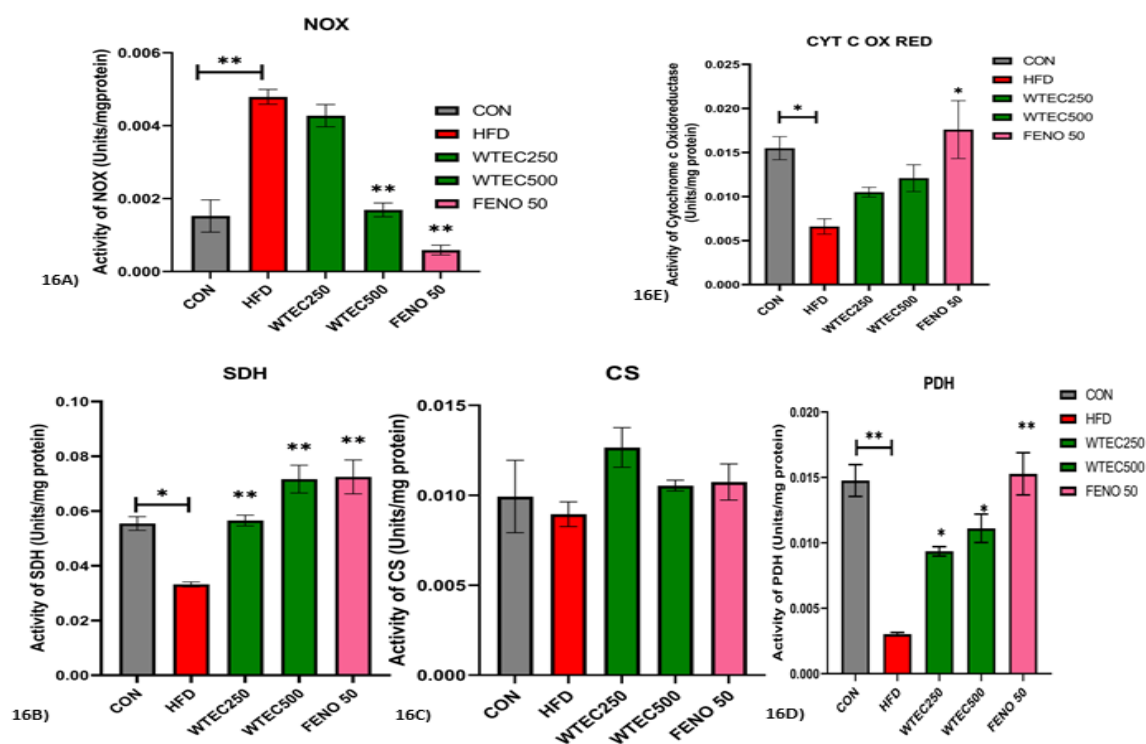 NOX
Activity of NOX (Units/mgprotein)
0.006
0.004
0.002
0.000
**
**
**
CON
HFD
WTEC250
WTEC500
FENO 50
CON
HFD
WTEC250
WTEC500
FENO 50
16A)
CYT C OX RED
Activity of Cytochrome c Oxidoreductase
(Units/mg protein)
0.025
0.020
0.015
0.010
0.005
0.000
*
*
CON
HFD
WTEC250
WTEC500
FENO 50
CON
HFD
WTEC250
WTEC500
FENO 50
16E)
SDH
Activity of SDH (Units/mg protein)
0.10
0.08
0.06
0.04
0.02
0.00
*
**
**
**
CON
HFD
WTEC250
WTEC500
FENO 50
16B)
CS
Activity of CS (Units/mg protein)
0.015
0.010
0.005
0.000
CON
HFD
WTEC250
WTEC500
FENO 50
16C)
PDH
Activity of PDH (Units/mg protein)
0.020
0.015
0.010
0.005
0.000
**
*
*
**
CON
HFD
WTEC250
WTEC500
FENO 50
CON
HFD
WTEC250
WTEC500
FENO 50
16D)